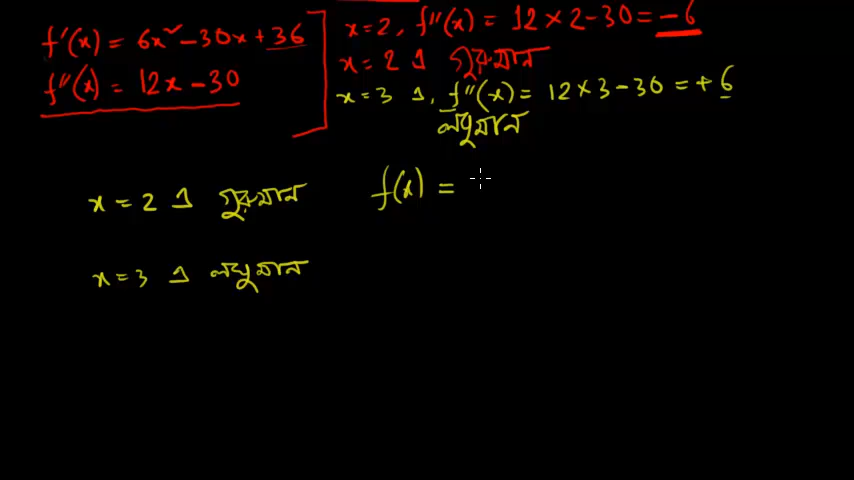 f'(x) = 6x² - 30x + 36
f''(x) = 12x - 30
x=2, f''(x) = 12 × 2 - 30 = -6
x = 2 এ গুরুমান
x = 3 এ, f''(x) = 12 × 3 - 30 = + 6
লঘুমান
x = 2 এ গুরুমান
f(x) =
x = 3 এ লঘুমান